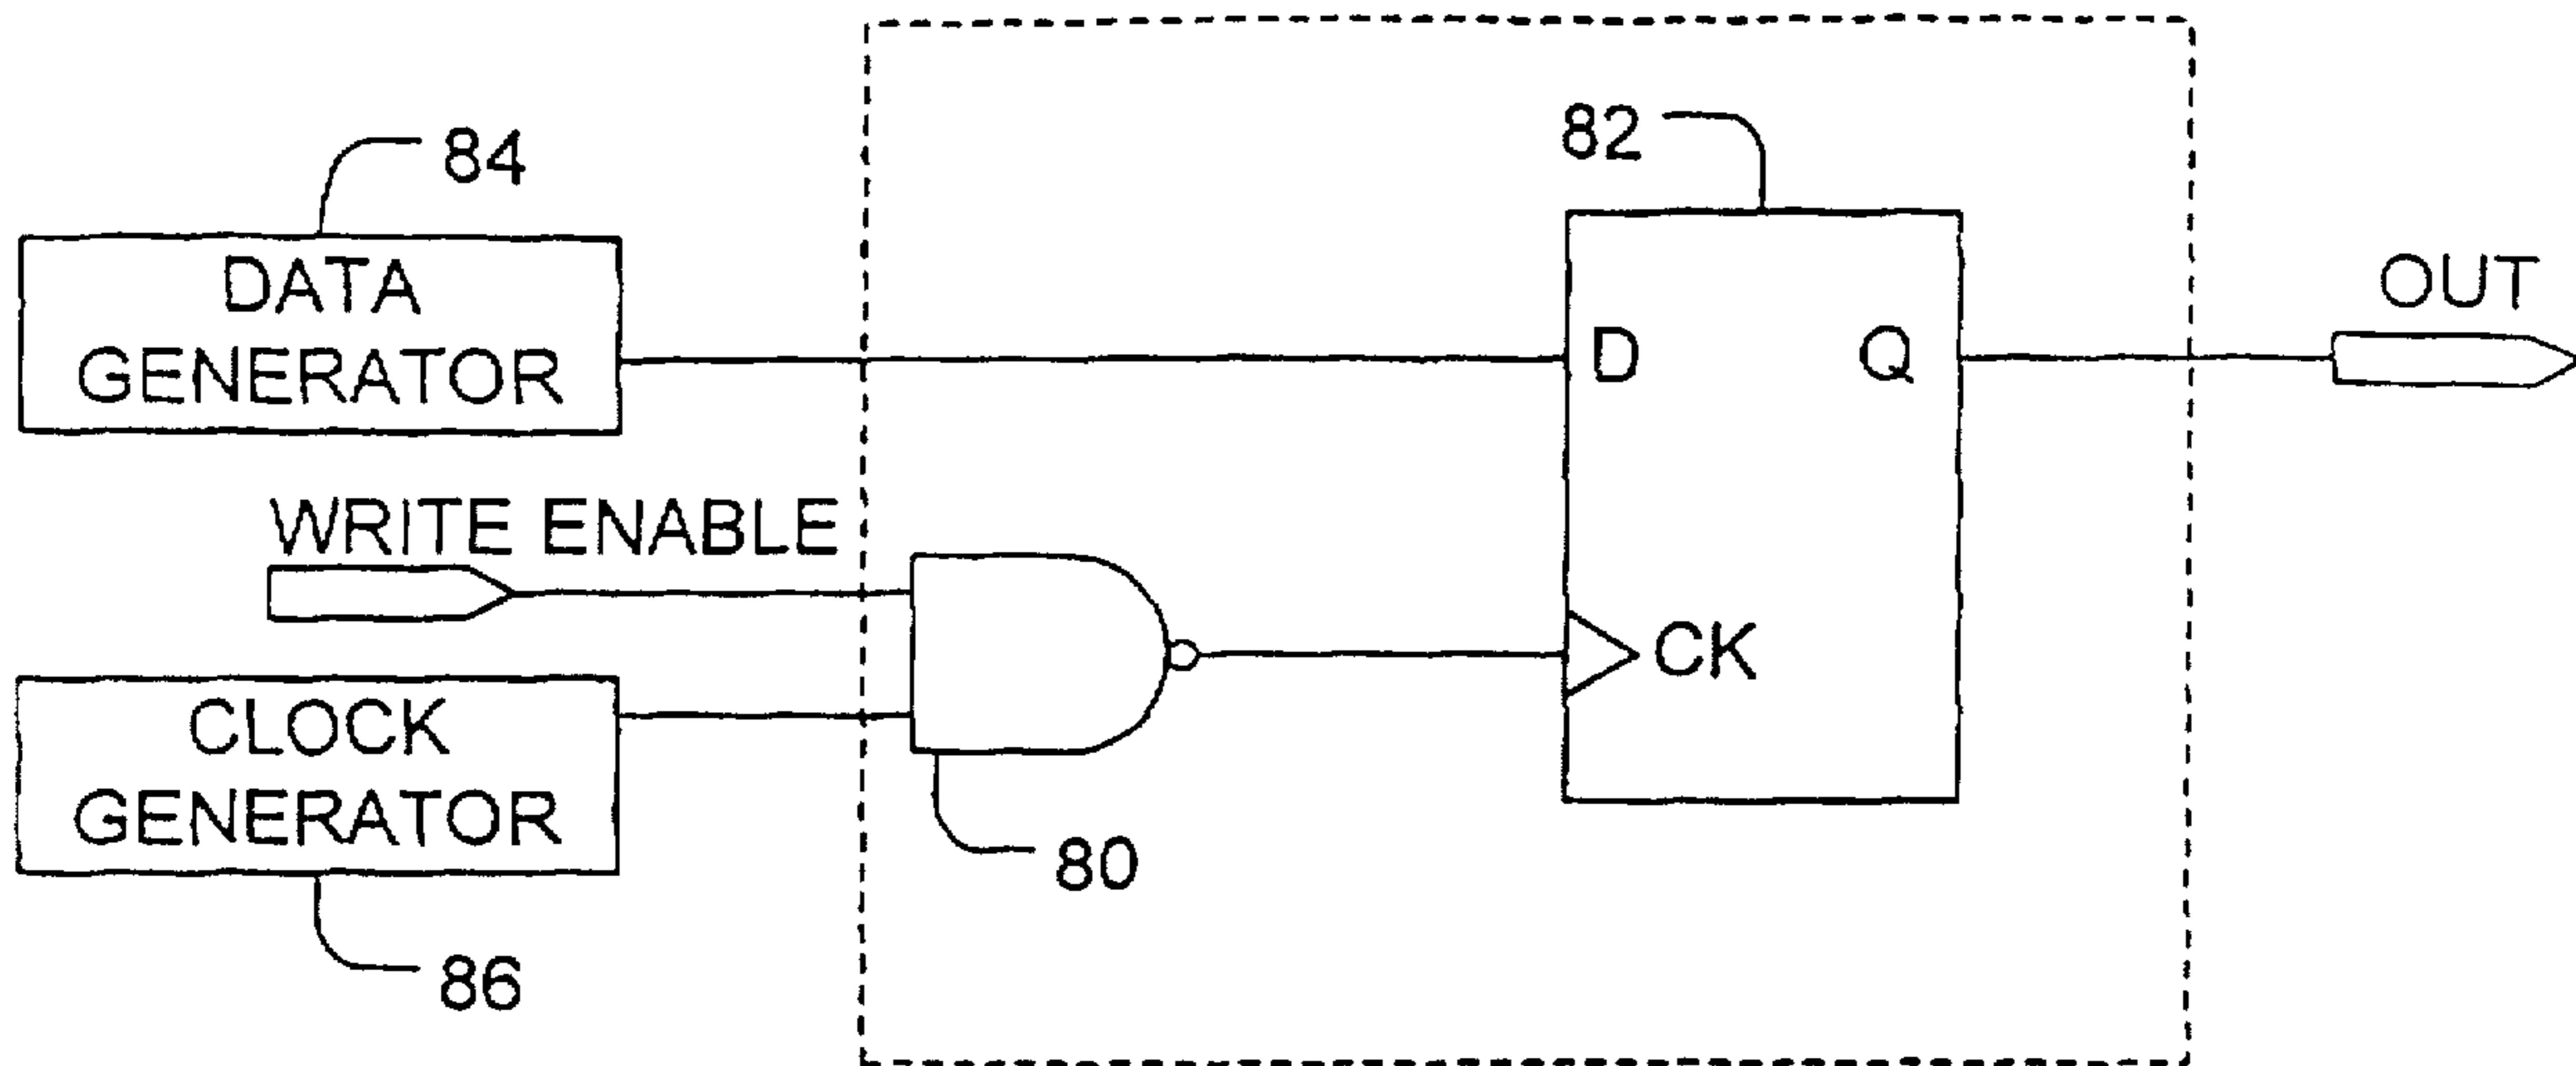 84
DATA
GENERATOR
82
D
Q
OUT
WRITE ENABLE
CK
CLOCK
GENERATOR
80
86